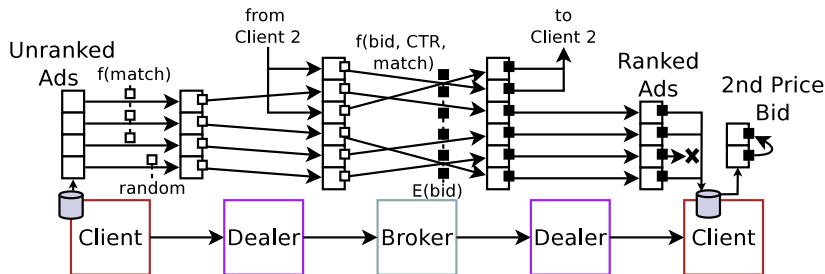 from
Client 2
to
Client 2
Unranked
Ads
f(match)
f(bid, CTR,
match)
Ranked
Ads
2nd Price
Bid
random
E(bid)
Client
Dealer
Broker
Dealer
Client